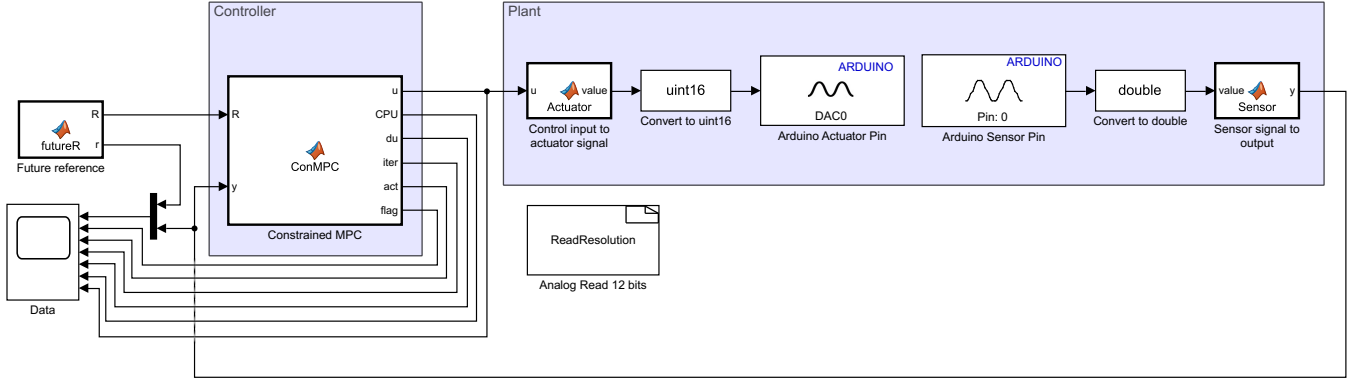 Controller
Plant
R
r
futureR
Future reference
R
y
ConMPC
u
CPU
du
iter
act
flag
Constrained MPC
u
value
Actuator
Control input to
actuator signal
uint16
Convert to uint16
ARDUINO
DAC0
Arduino Actuator Pin
ARDUINO
Pin: 0
Arduino Sensor Pin
double
Convert to double
value
y
Sensor
Sensor signal to
output
Data
ReadResolution
Analog Read 12 bits